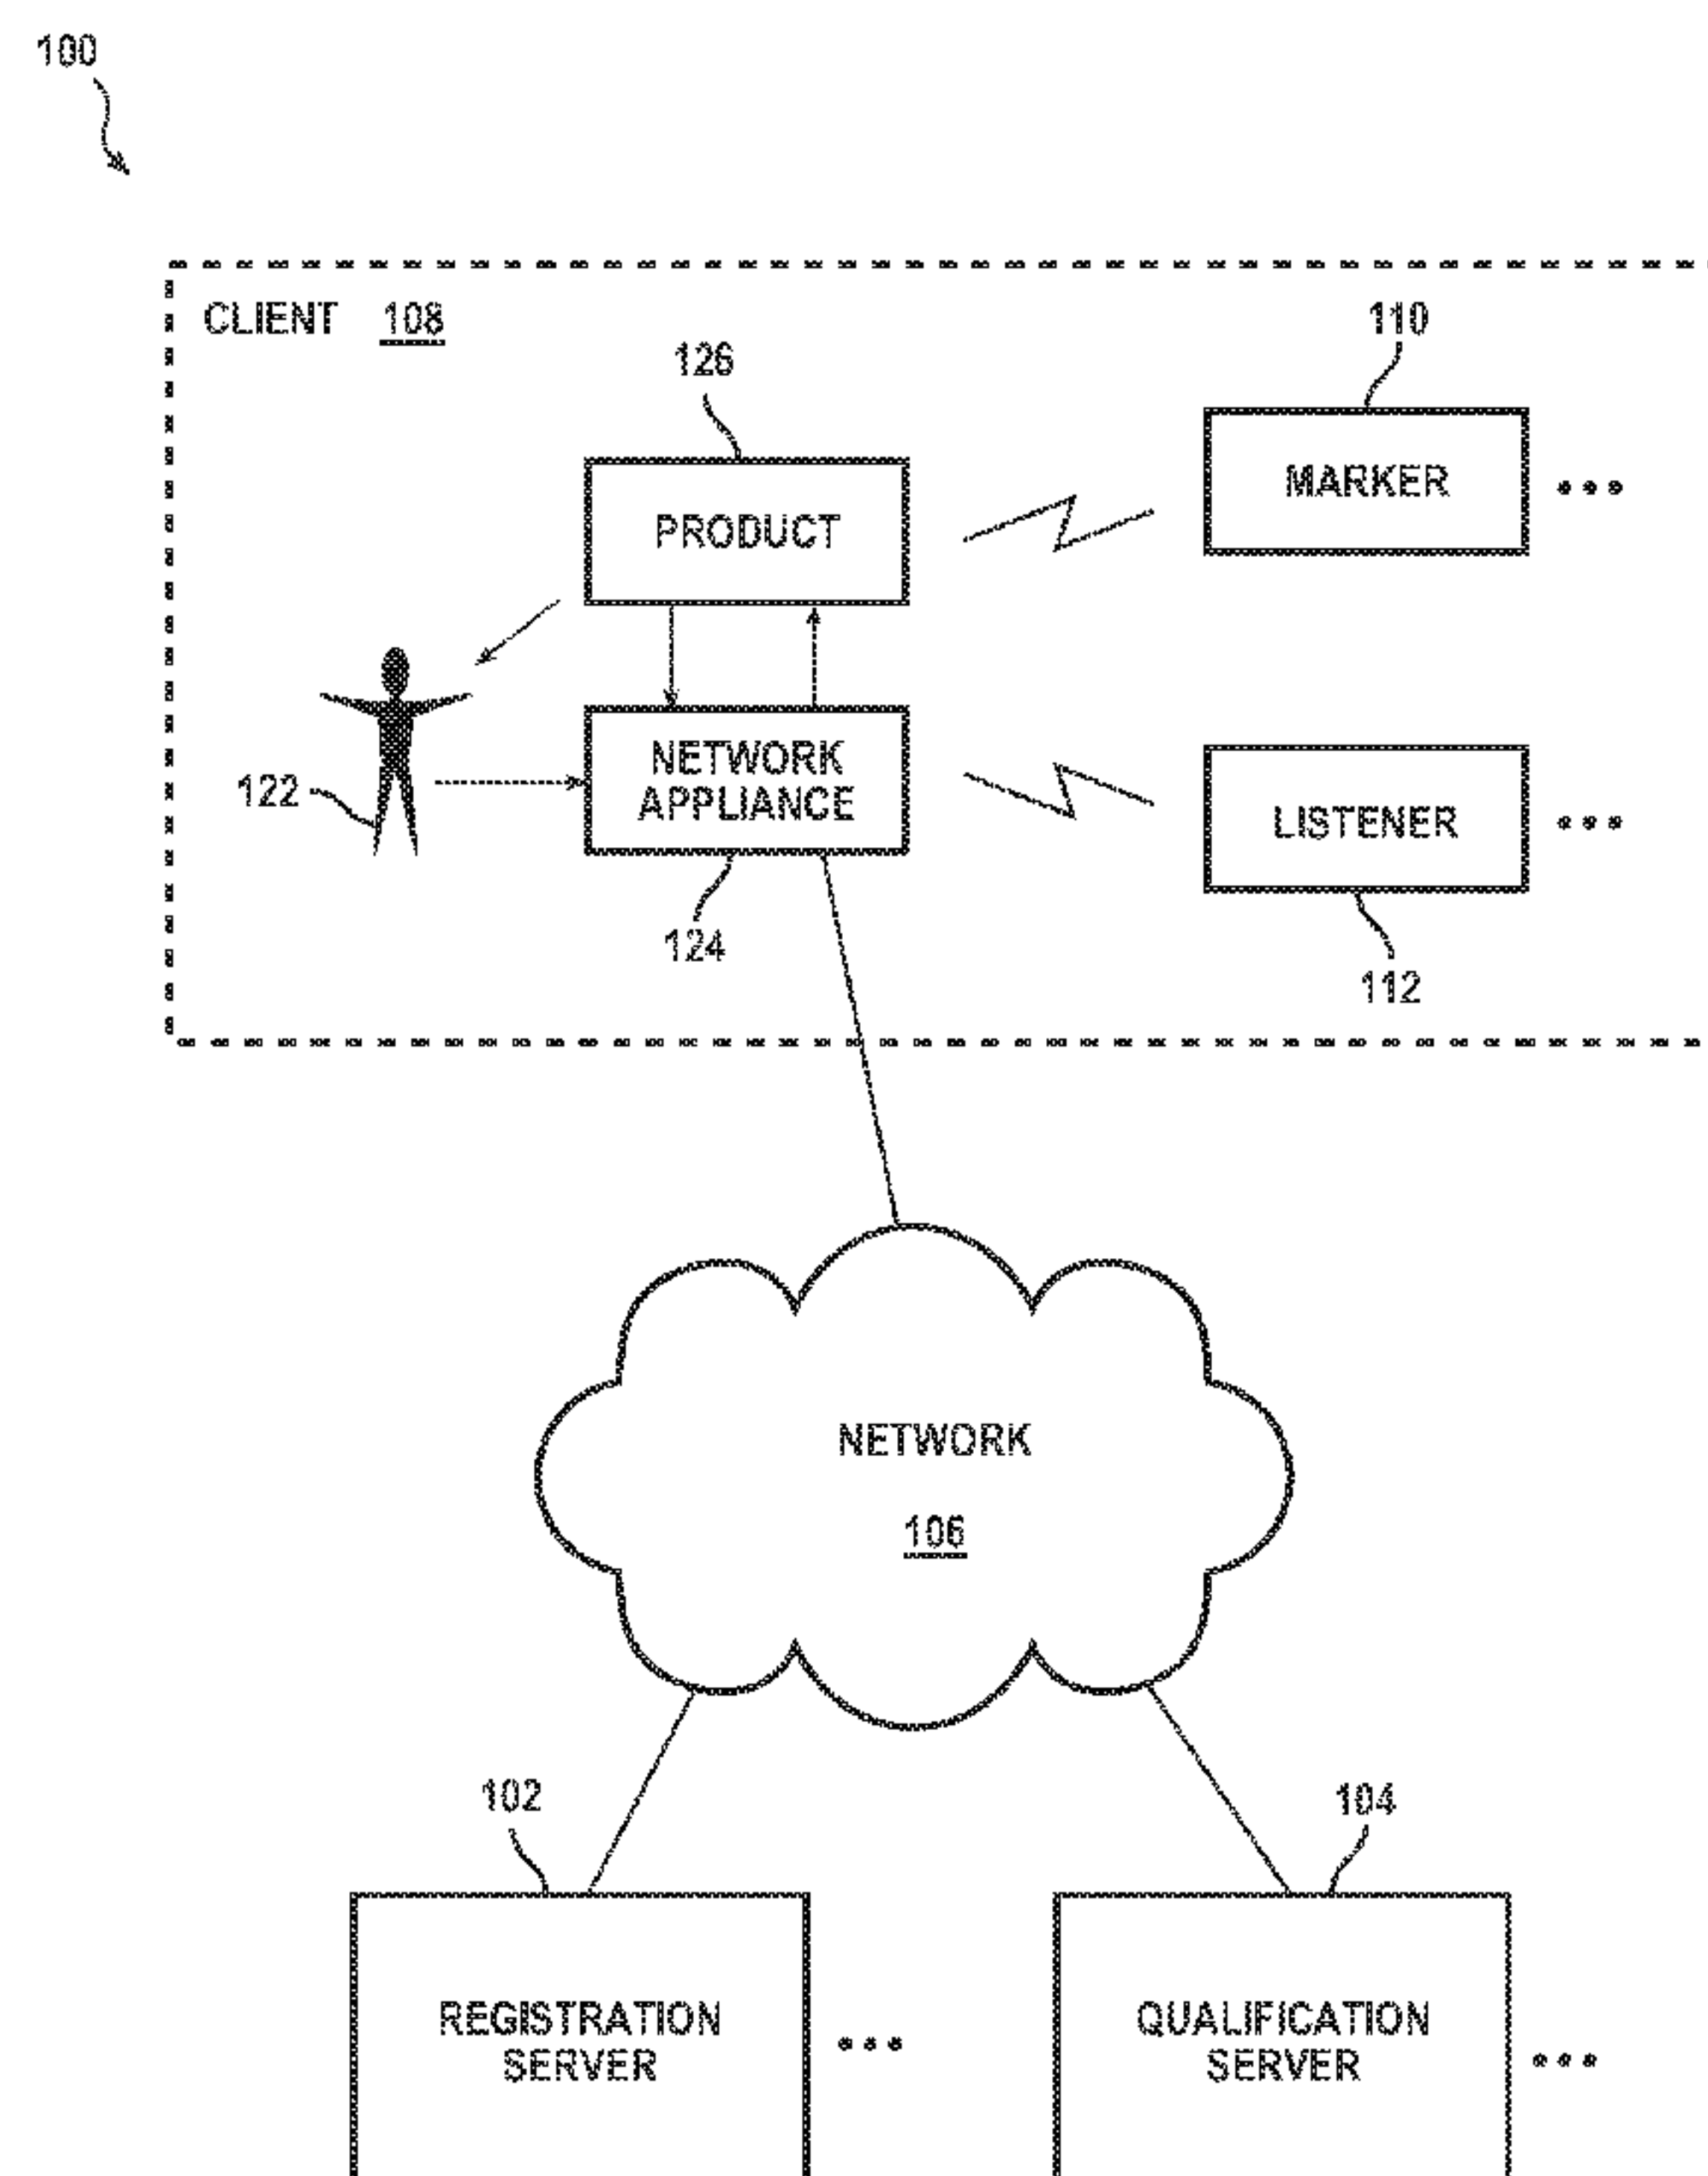 100
CLIENT 108
110
126
MARKER
PRODUCT
NETWORK
APPLIANCE
122
LISTENER
124
112
NETWORK
106
102
104
REGISTRATION
SERVER
QUALIFICATION
SERVER